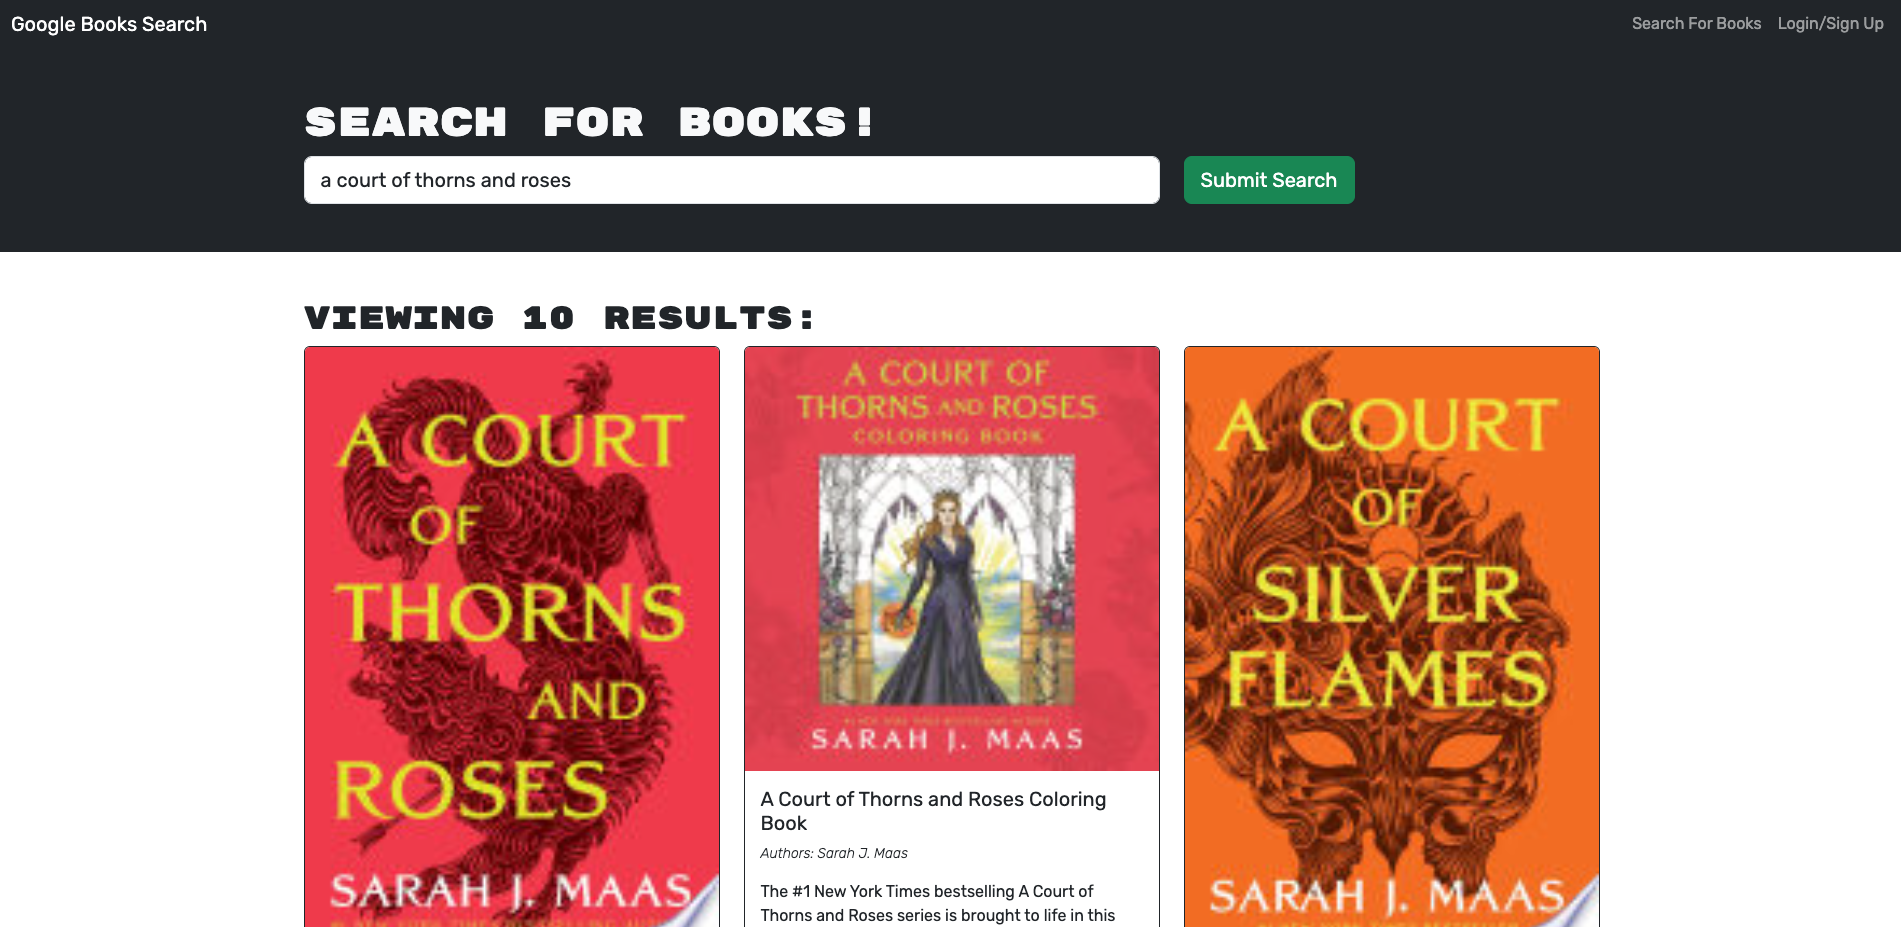 Google Books Search
Search For Books
Login/Sign Up
SEARCH FOR BOOKS!
a court of thorns and roses
Submit Search
VIEWING 10 RESULTS:
A COURT
OF
THORNS
AND
ROSES
SARAH J. MAAS
A COURT OF
THORNS AND ROSES
COLORING BOOK
SARAH J. MAAS
A Court of Thorns and Roses Coloring
Book
Authors: Sarah J. Maas
The #1 New York Times bestselling A Court of
Thorns and Roses series is brought to life in this
A COURT
OF
SILVER
FLAMES
SARAH J. MAAS